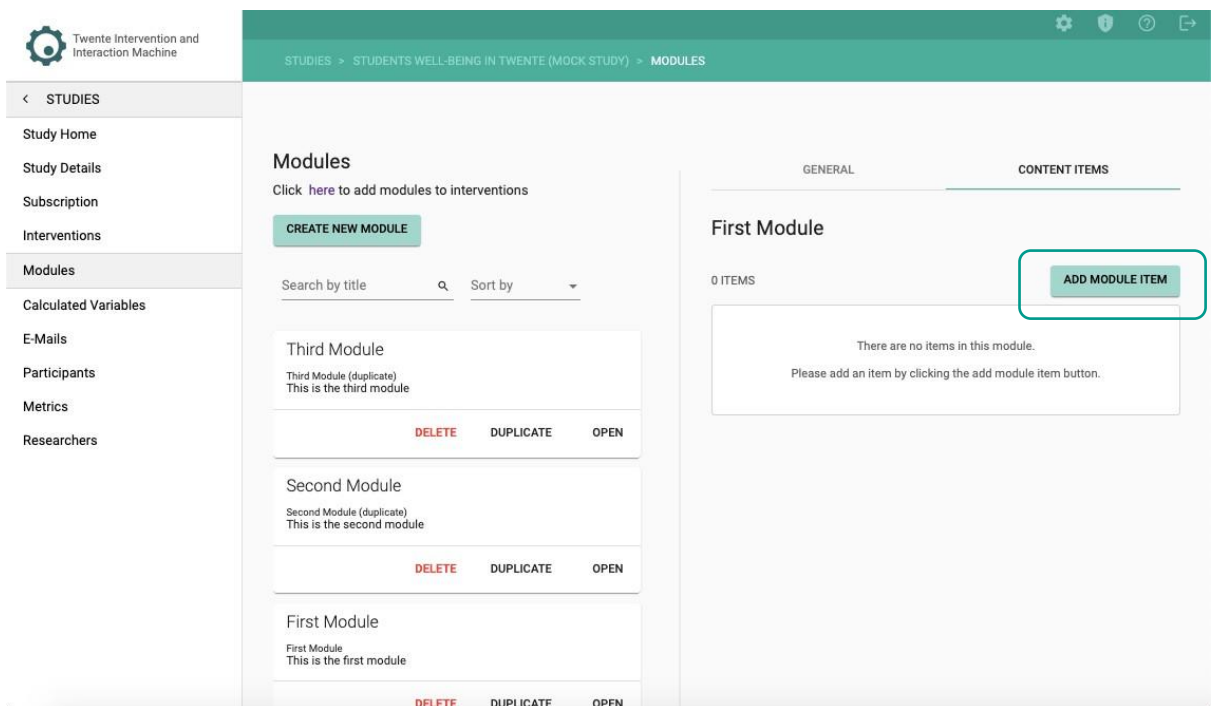 Twente Intervention and
Interaction Machine
STUDIES > STUDENTS WELL-BEING IN TWENTE (MOCK STUDY) > MODULES
< STUDIES
Study Home
Study Details
Subscription
Interventions
Modules
Calculated Variables
E-Mails
Participants
Metrics
Researchers
Modules
Click here to add modules to interventions
CREATE NEW MODULE
Search by title
Sort by
Third Module
Third Module (duplicate)
This is the third module
DELETE DUPLICATE OPEN
Second Module
Second Module (duplicate)
This is the second module
DELETE DUPLICATE OPEN
First Module
First Module
This is the first module
DELETE DUPLICATE OPEN
GENERAL CONTENT ITEMS
First Module
0 ITEMS
ADD MODULE ITEM
There are no items in this module.
Please add an item by clicking the add module item button.